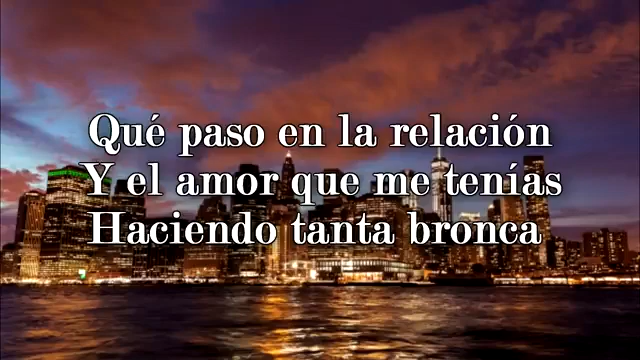 Qué paso en la relación
Y el amor que me tenías
Haciendo tanta bronca